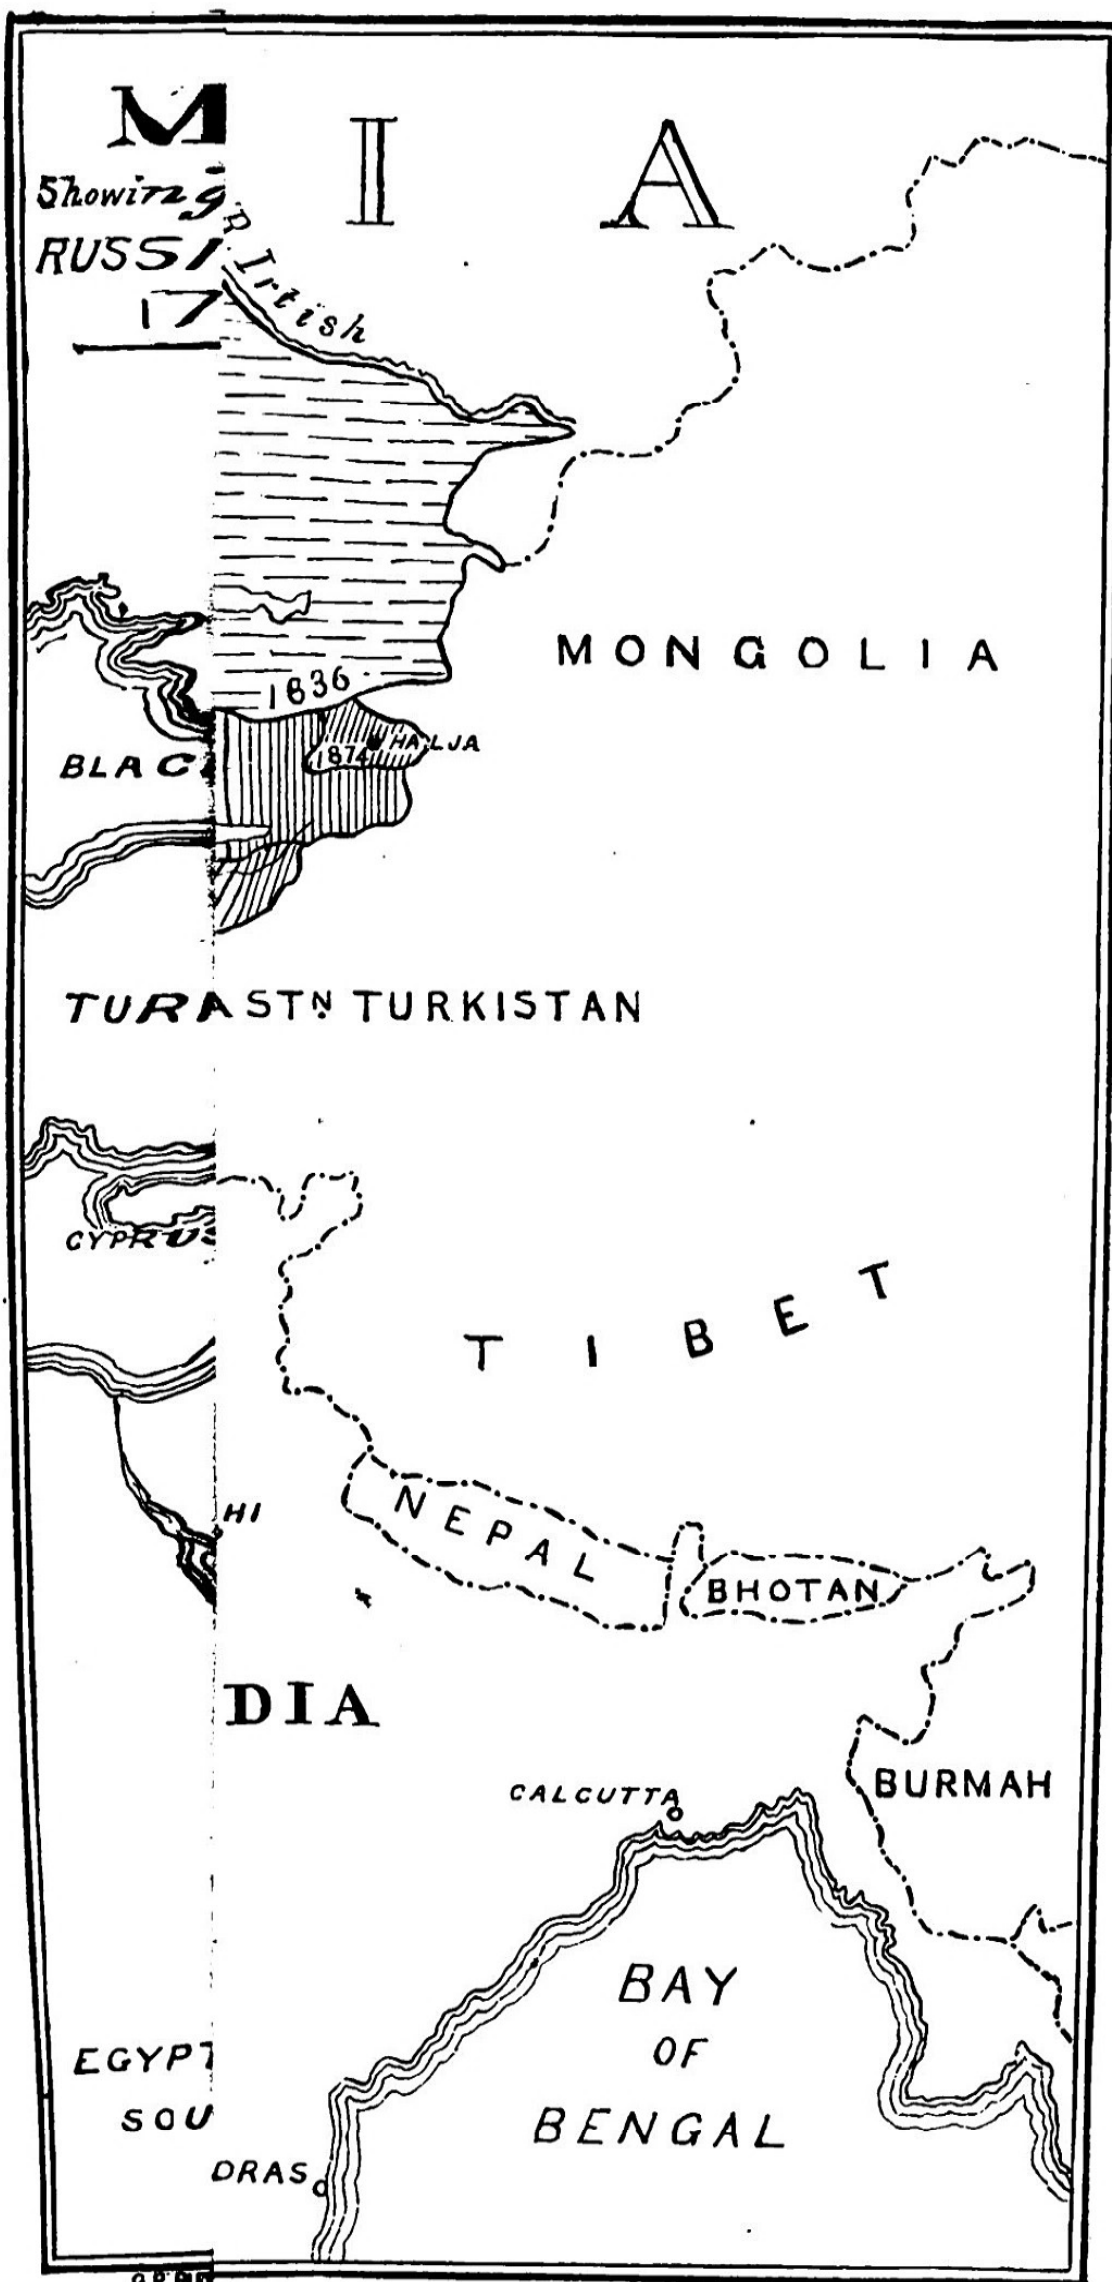 M
Showing
RUSSI
17
I A
R. Irtish
1836
MONGOLIA
1874
BLAC
TURA
ASTN TURKISTAN
CYPRUS
TIBET
NEPAL
BHOTAN
HI
DIA
BURMAH
CALCUTTA
BAY
OF
BENGAL
EGYPT
SOU
DRAS